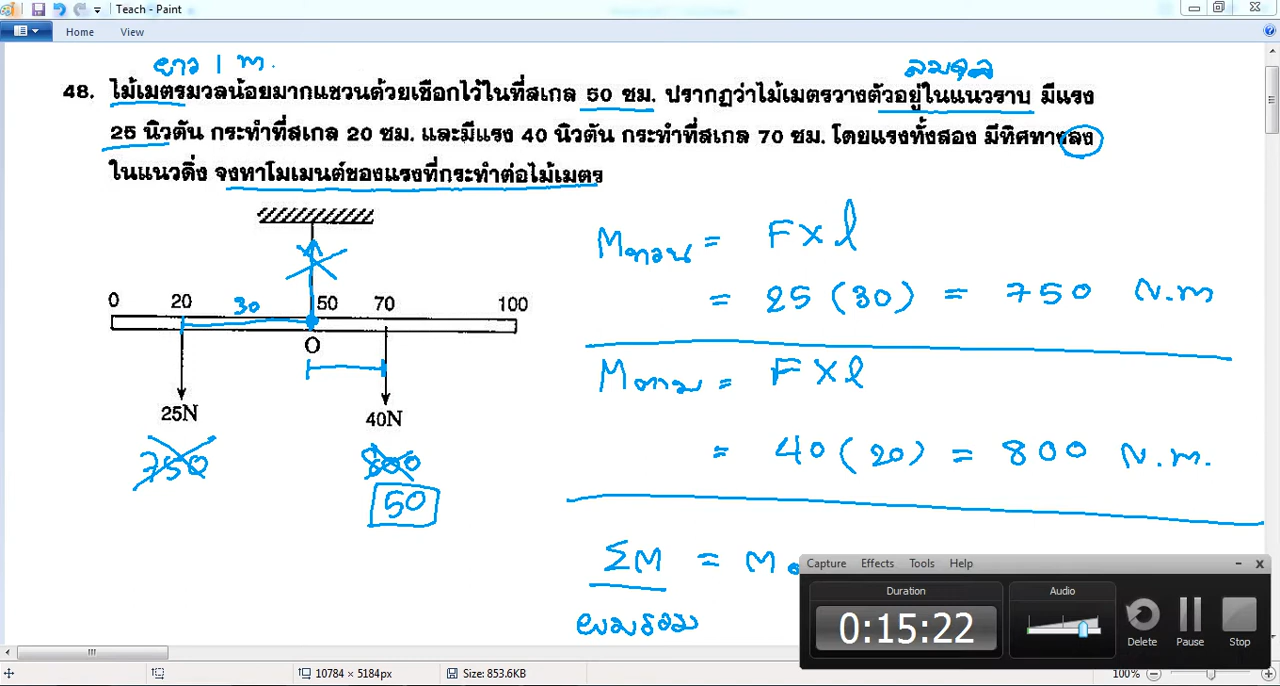 Teach - Paint
Home View
ยาว 1 m. สมดุล
48. ไม้เมตรมวลน้อยมากแขวนด้วยเชือกไว้ในที่สเกล 50 ซม. ปรากฏว่าไม้เมตรวางตัวอยู่ในแนวราบ มีแรง
25 นิวตัน กระทำที่สเกล 20 ซม. และมีแรง 40 นิวตัน กระทำที่สเกล 70 ซม. โดยแรงทั้งสอง มีทิศทางลง
ในแนวดิ่ง จงหาโมเมนต์ของแรงที่กระทำต่อไม้เมตร
0 20 30 50 70 100
O
25N 40N
750 800
50
Mทวน = F x l
= 25 (30) = 750 N.m
Mตาม = F x l
= 40 (20) = 800 N.m.
ΣM = M
Capture Effects Tools Help
Duration Audio
0:15:22
Delete Pause Stop
10784 × 5184px Size: 853.6KB 100%